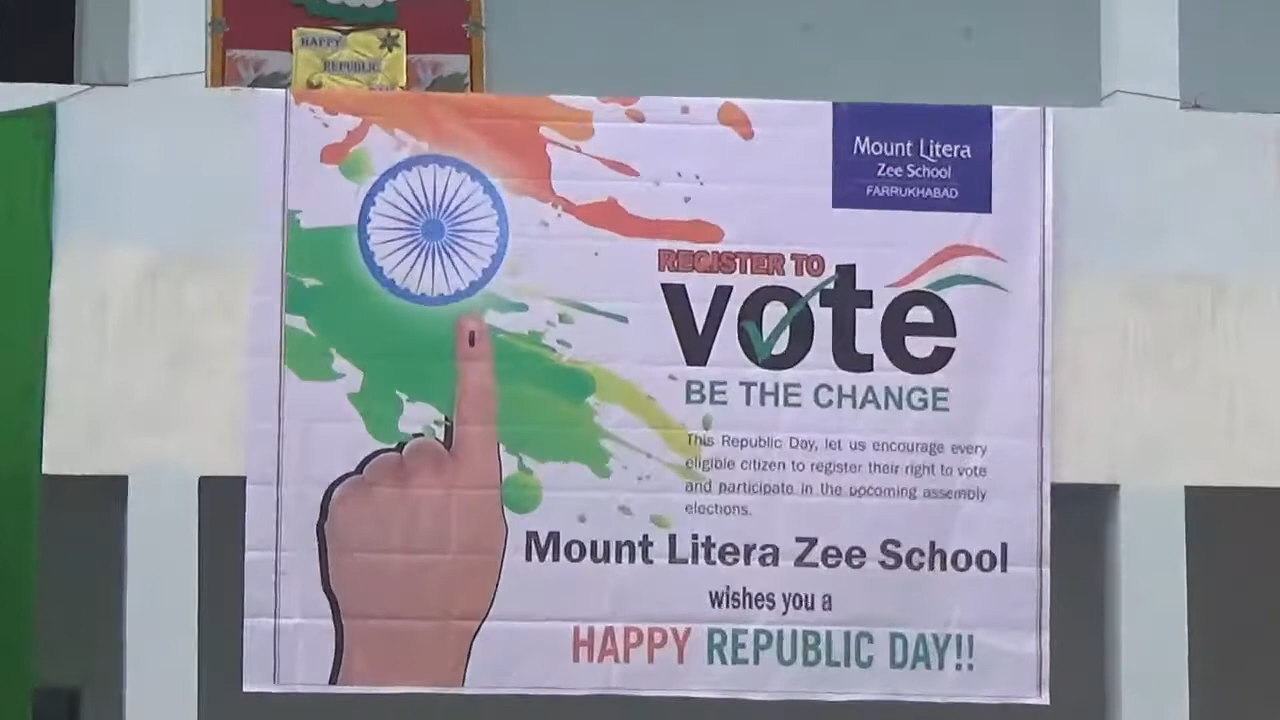 HAPPY
REPUBLIC
Mount Litera
Zee School
FARRUKHABAD
REGISTER TO
vote
BE THE CHANGE
This Republic Day, let us encourage every
eligible citizen to register their right to vote
and participate in the upcoming assembly
elections.
Mount Litera Zee School
wishes you a
HAPPY REPUBLIC DAY!!